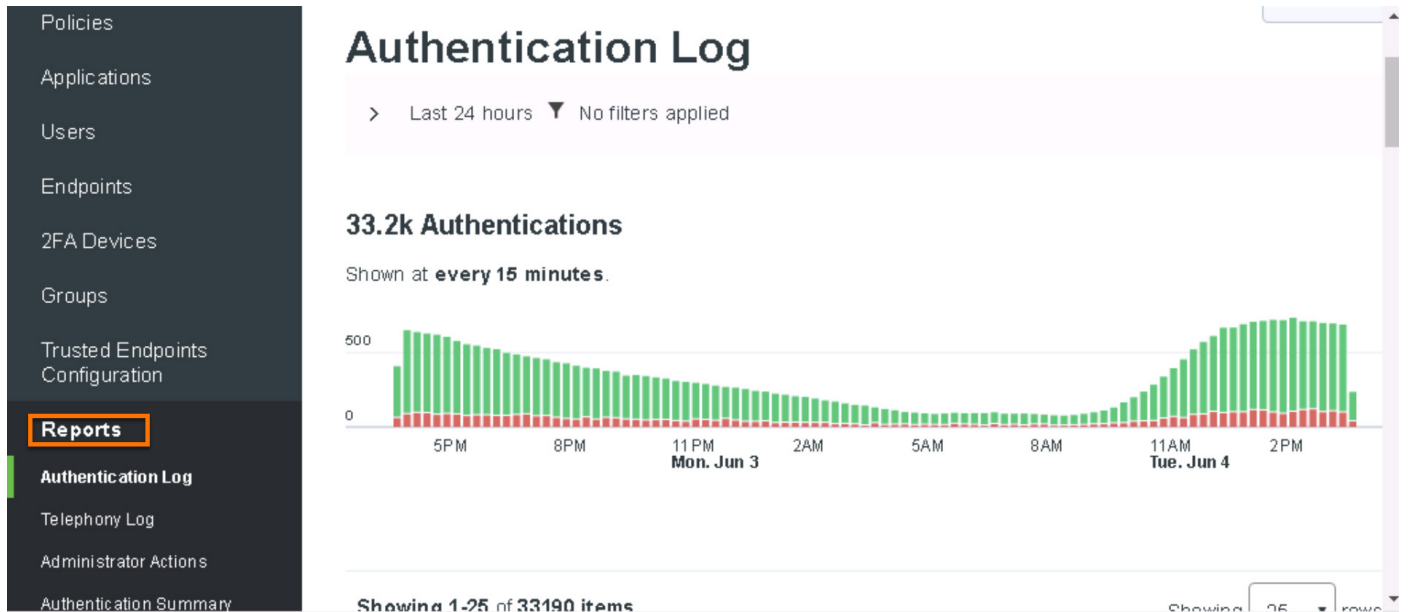 Policies
Applications
Users
Endpoints
2FA Devices
Groups
Trusted Endpoints
Configuration
Reports
Authentication Log
Telephony Log
Administrator Actions
Authentication Summary
Authentication Log
Last 24 hours No filters applied
33.2k Authentications
Shown at every 15 minutes.
500
0
5PM 8PM 11PM 2AM 5AM 8AM 11AM 2PM
Mon. Jun 3 Tue. Jun 4
Showing 1-25 of 33190 items
Showing 25 rows